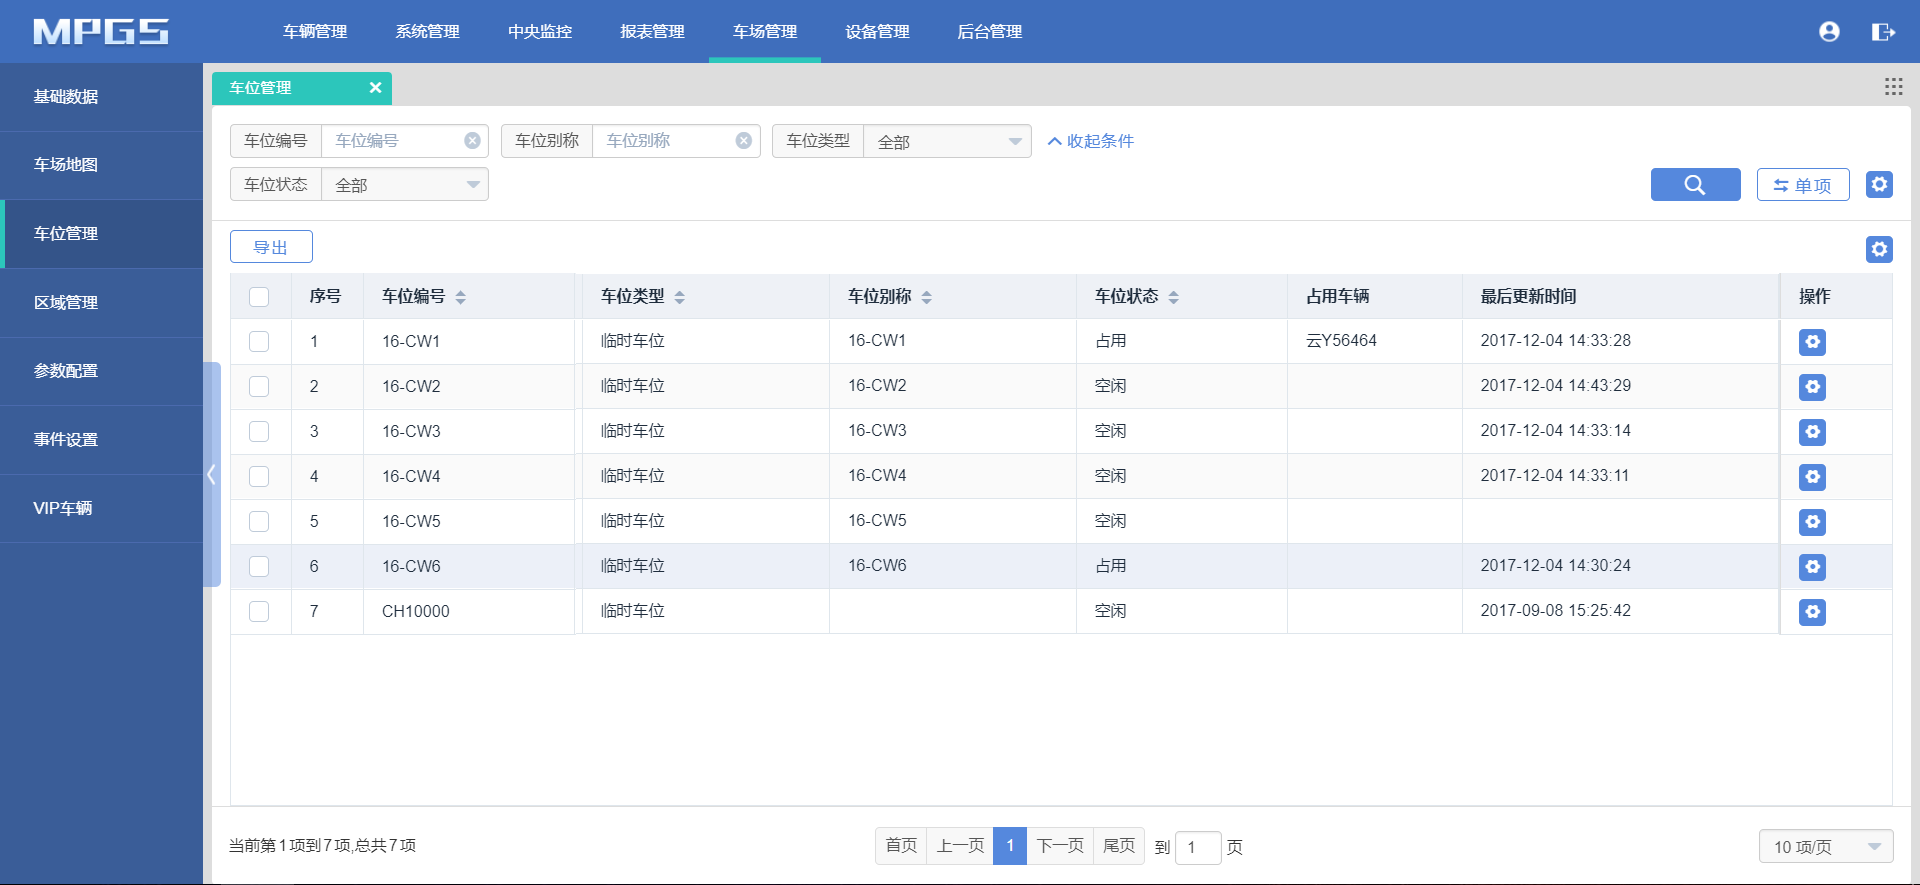 MPGS 车辆管理 系统管理 中央监控 报表管理 车场管理 设备管理 后台管理
基础数据
车场地图
车位管理
区域管理
参数配置
事件设置
VIP车辆
车位管理
车位编号 车位编号 车位别称 车位别称 车位类型 全部 收起条件
车位状态 全部 单项
导出
序号 车位编号 车位类型 车位别称 车位状态 占用车辆 最后更新时间 操作
1 16-CW1 临时车位 16-CW1 占用 云Y56464 2017-12-04 14:33:28
2 16-CW2 临时车位 16-CW2 空闲 2017-12-04 14:43:29
3 16-CW3 临时车位 16-CW3 空闲 2017-12-04 14:33:14
4 16-CW4 临时车位 16-CW4 空闲 2017-12-04 14:33:11
5 16-CW5 临时车位 16-CW5 空闲
6 16-CW6 临时车位 16-CW6 占用 2017-12-04 14:30:24
7 CH10000 临时车位 空闲 2017-09-08 15:25:42
当前第1项到7项,总共7项 首页 上一页 1 下一页 尾页 到 1 页 10 项/页